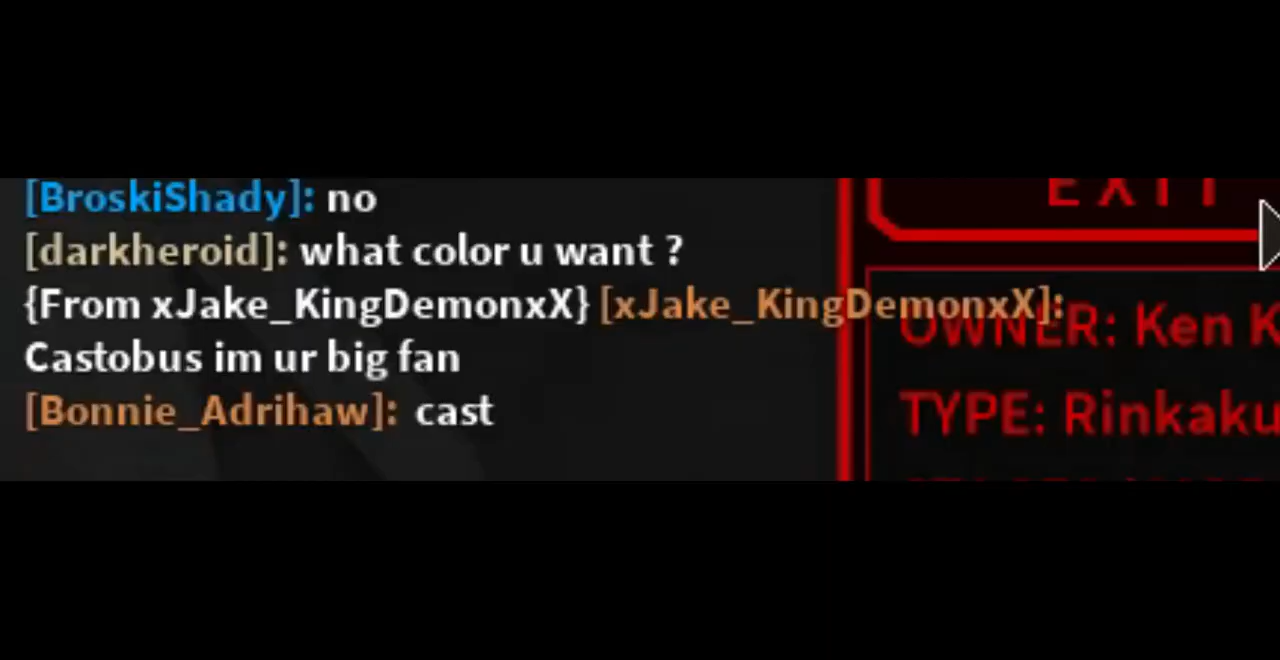 [BroskiShady]: no
[darkheroid]: what color u want ?
{From xJake_KingDemonxX} [xJake_KingDemonxX]:
Castobus im ur big fan
[Bonnie_Adrihaw]: cast
EXIT
OWNER: Ken K
TYPE: Rinkaku